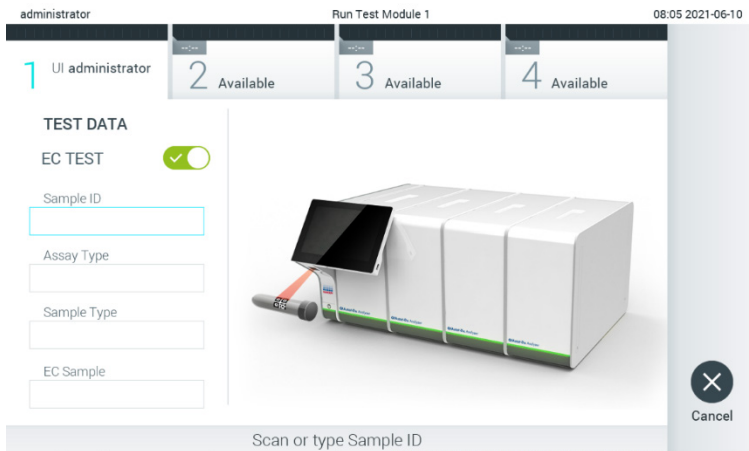 administrator
Run Test Module 1
08:05 2021-06-10
1 UI administrator
--:--
2 Available
--:--
3 Available
--:--
4 Available
TEST DATA
EC TEST
Sample ID
Assay Type
Sample Type
EC Sample
Cancel
Scan or type Sample ID